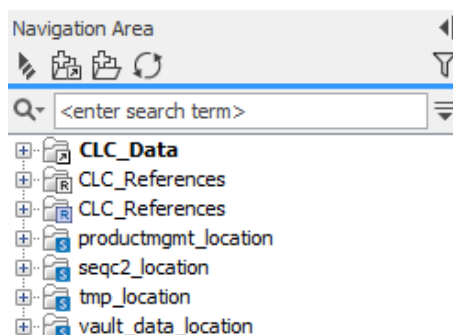 Navigation Area
<enter search term>
CLC_Data
R CLC_References
R CLC_References
S productmgmt_location
S seqc2_location
S tmp_location
S vault_data_location